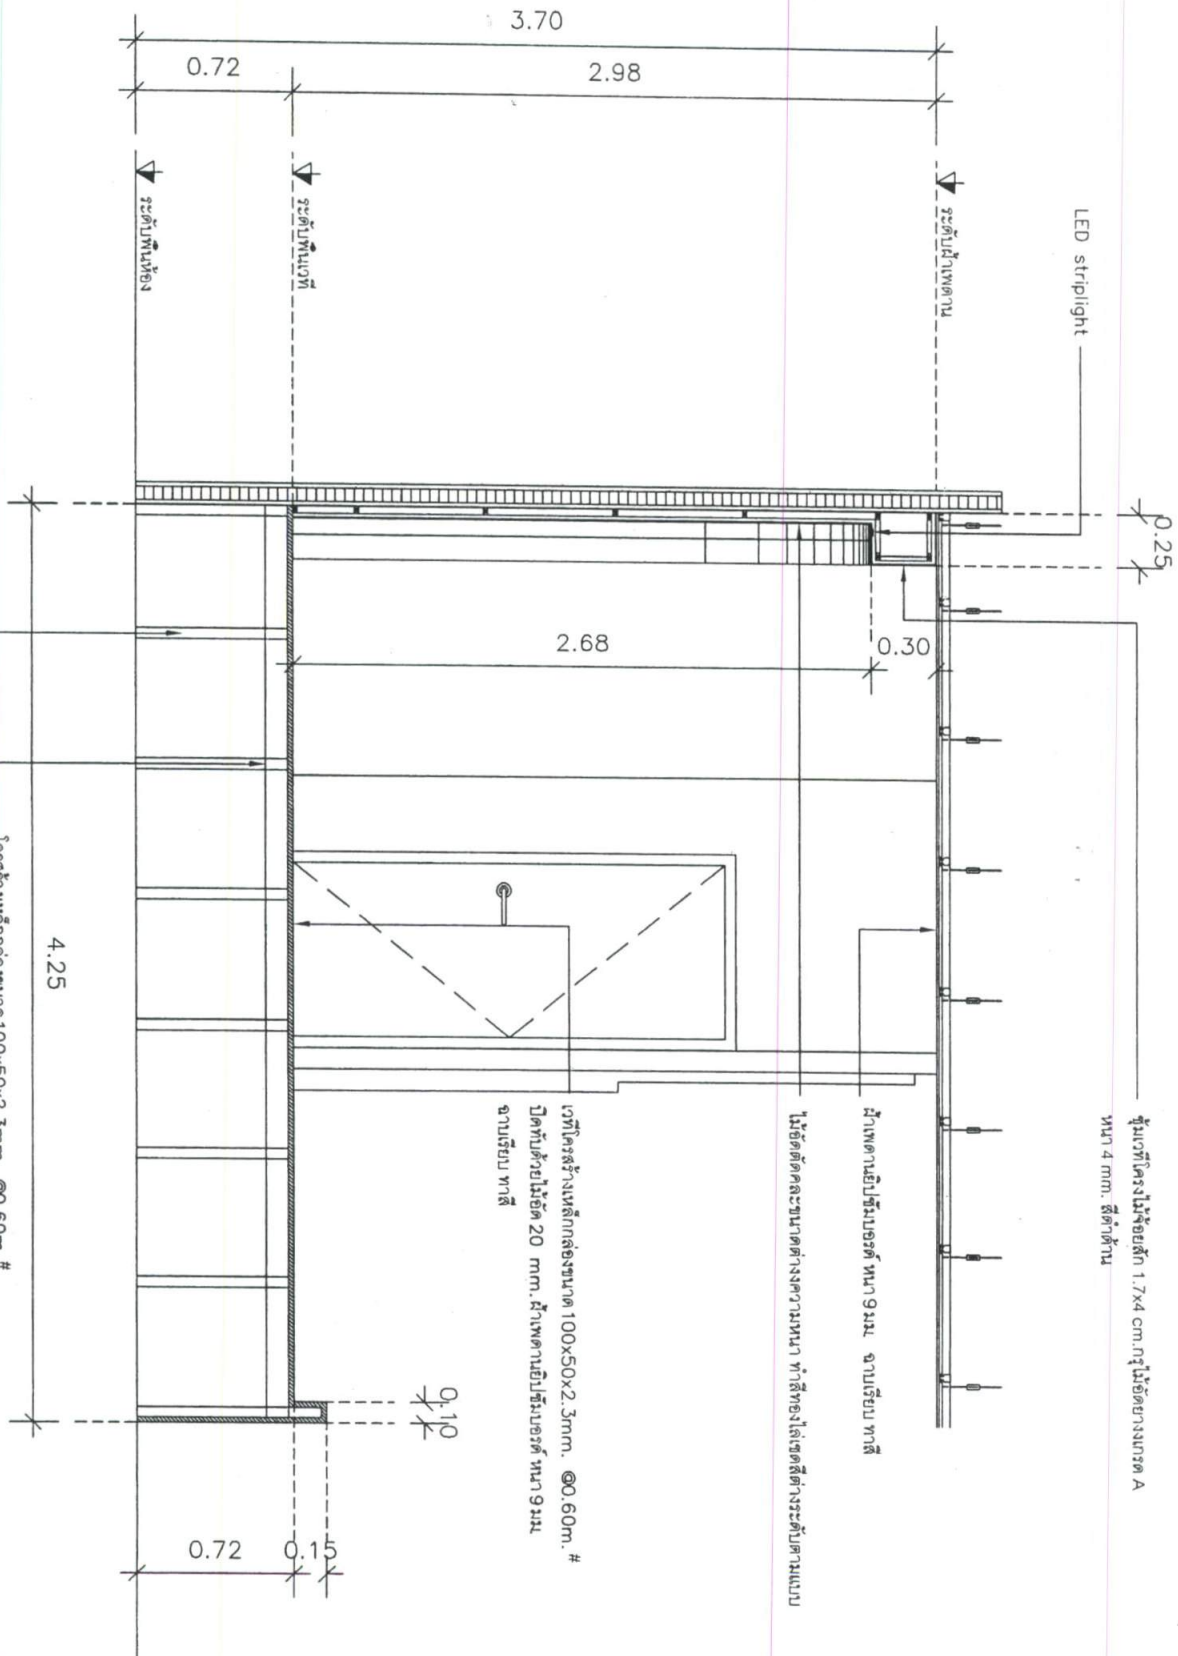 3.70
0.72
2.98
ระดับพื้นห้อง
ระดับพื้นเวที
ระดับฝ้าเพดาน
LED striplight
0.25
2.68
0.30
ซุ้มเวทีโครงไม้จ๊อยสัก 1.7x4 cm.กรุไม้อัดยางงเกรด A
หนา 4 mm. สีดำด้าน
ฝ้าเพดานยิปซั่มบอรด์ หนา 9 มม. ฉาบเรียบ ทาสี
ไม้อัดตัดคละขนาดต่างงความหนา ทำสีทองไล่เฉดสีต่างระดับตามแบบ
เวทีโครสร้างเหล็กกล่องขนาด 100x50x2.3mm. @0.60m. #
ปิดทับด้วยไม้อัด 20 mm. ฝ้าเพดานยิปซั่มบอรด์ หนา 9 มม.
ฉาบเรียบ ทาสี
0.10
0.72
0.15
4.25